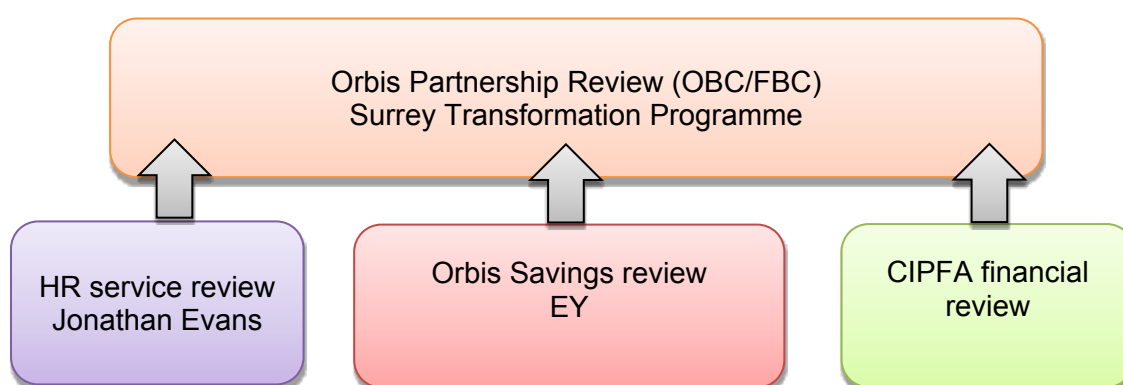 Orbis Partnership Review (OBC/FBC)
Surrey Transformation Programme
HR service review
Jonathan Evans
Orbis Savings review
EY
CIPFA financial
review